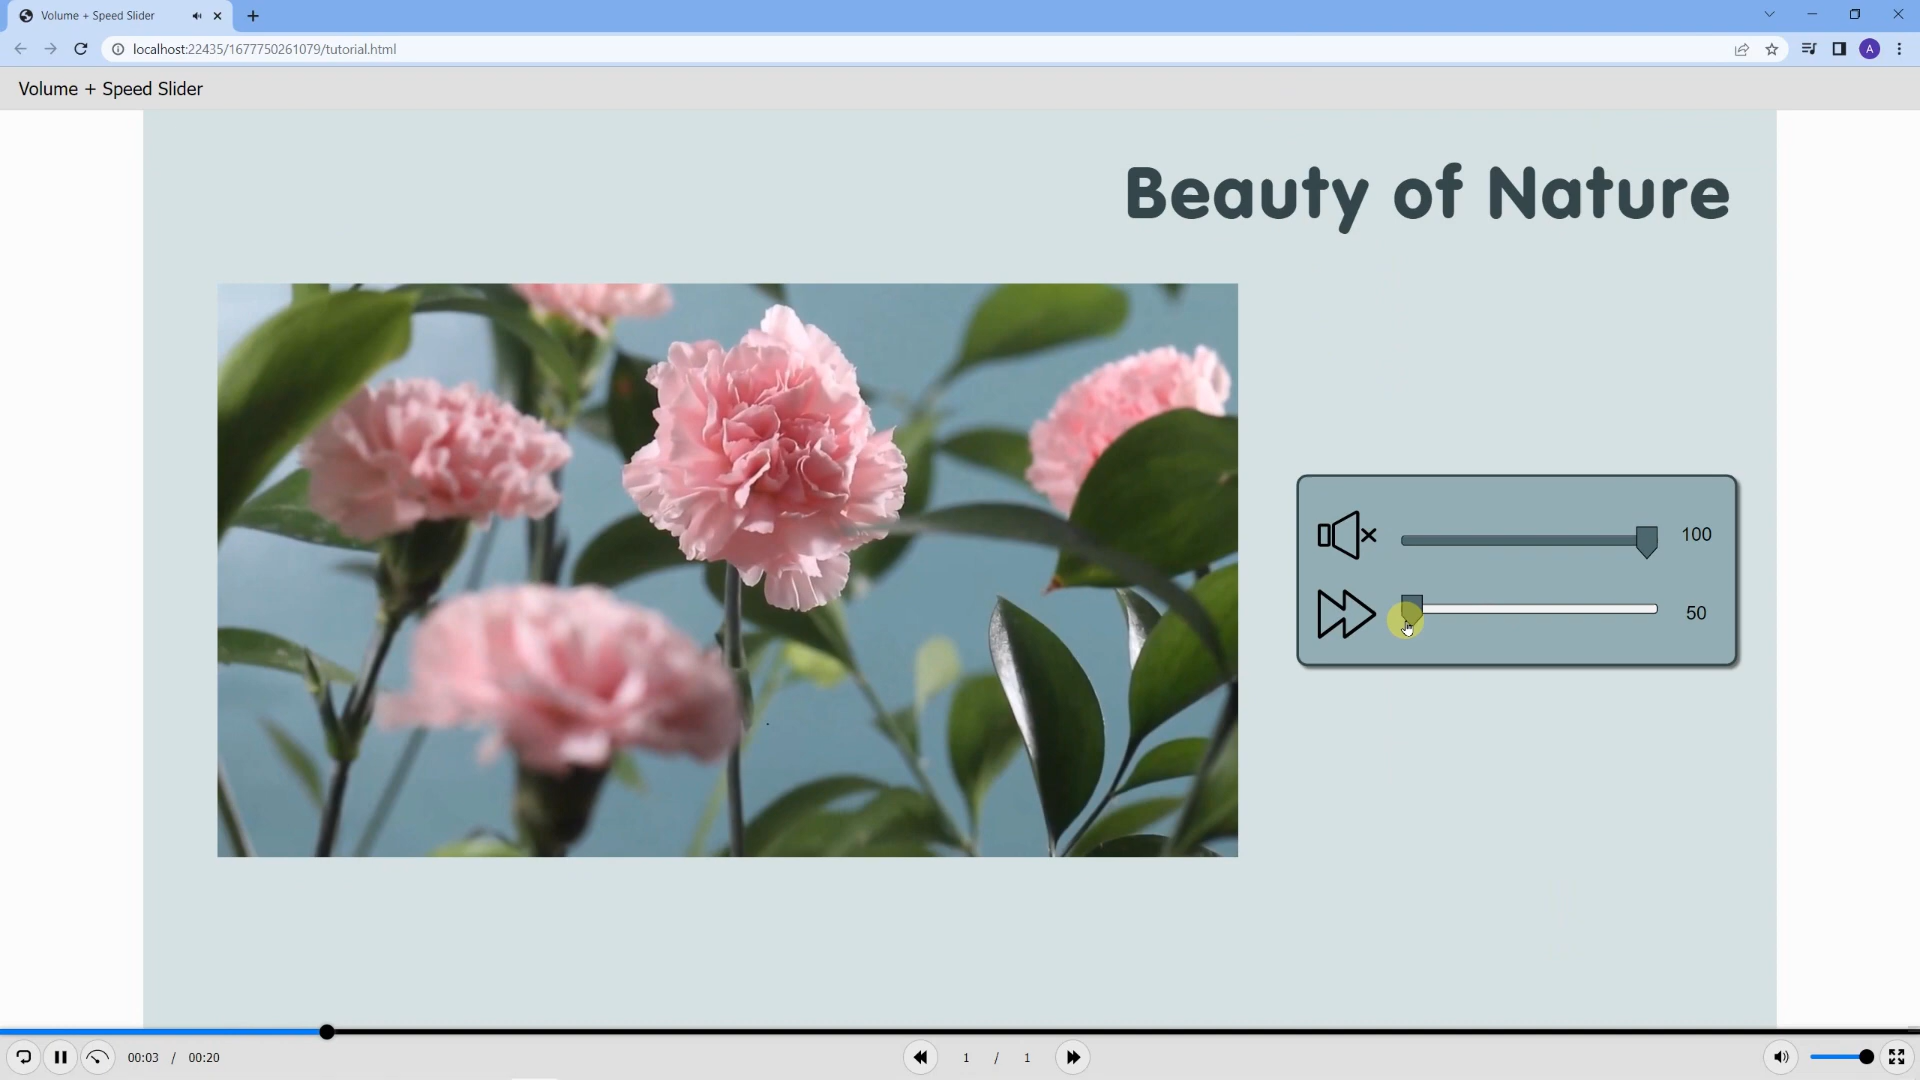 Volume + Speed Slider
localhost:22435/1677750261079/tutorial.html
A
Volume + Speed Slider
Beauty of Nature
100
50
00:03 / 00:20
1 / 1